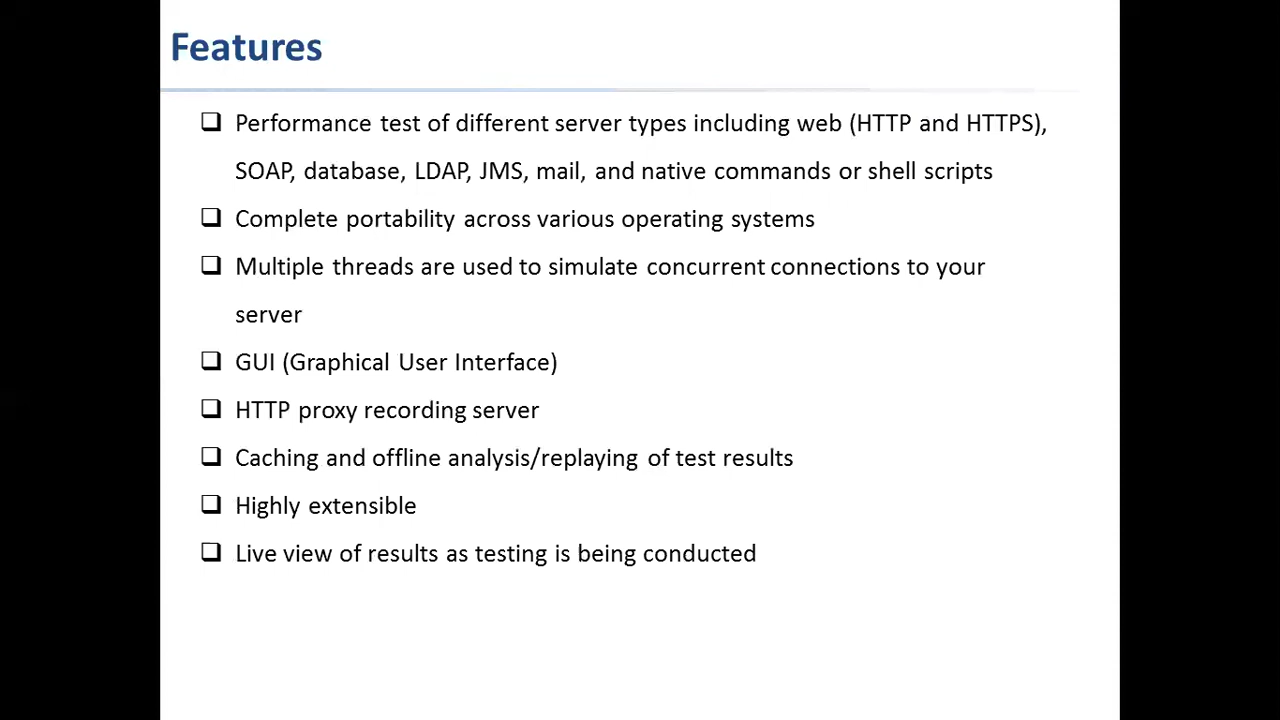 Features
Performance test of different server types including web (HTTP and HTTPS),
SOAP, database, LDAP, JMS, mail, and native commands or shell scripts
Complete portability across various operating systems
Multiple threads are used to simulate concurrent connections to your
server
GUI (Graphical User Interface)
HTTP proxy recording server
Caching and offline analysis/replaying of test results
Highly extensible
Live view of results as testing is being conducted